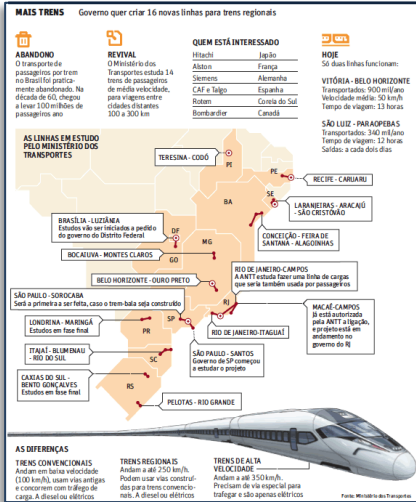 MAIS TRENS Governo quer criar 16 novas linhas para trens regionais
ABANDONO
O transporte de
passageiros por trem
no Brasil foi pratica-
mente abandonado. Na
década de 60, chegou
a levar 100 milhões de
passageiros ano
REVIVAL
O Ministério dos
Transportes estuda 14
trens de passageiros
de média velocidade,
para viagens entre
cidades distantes
100 a 300 km
QUEM ESTÁ INTERESSADO
Hitachi Japão
Alston França
Siemens Alemanha
CAF e Talgo Espanha
Rotem Coreia do Sul
Bombardier Canadá
HOJE
Só duas linhas funcionam:
VITÓRIA - BELO HORIZONTE
Transportados: 900 mil/ano
Velocidade média: 50 km/h
Tempo de viagem: 13 horas
SÃO LUIZ - PARAOPEBAS
Transportados: 340 mil/ano
Tempo de viagem: 12 horas
Saídas: a cada dois dias
AS LINHAS EM ESTUDO
PELO MINISTÉRIO DOS
TRANSPORTES
TERESINA - CODÓ
PI
PE
RECIFE - CARUARU
BA
SE
LARANJEIRAS - ARACAJÚ
- SÃO CRISTÓVÃO
BRASÍLIA - LUZIÂNIA
Estudos vão ser iniciados a pedido
do governo do Distrito Federal
DF
GO
MG
CONCEIÇÃO - FEIRA DE
SANTANA - ALAGOINHAS
BOCAIUVA - MONTES CLAROS
BELO HORIZONTE - OURO PRETO
RIO DE JANEIRO-CAMPOS
A ANTT estuda fazer uma linha de cargas
que seria também usada por passageiros
SÃO PAULO - SOROCABA
Será a primeira a ser feita, caso o trem-bala seja construído
RJ
SP
MACAÉ-CAMPOS
Já está autorizada
pela ANTT a ligação,
e projeto está em
andamento no
governo do RJ
LONDRINA - MARINGÁ
Estudos em fase final
PR
RIO DE JANEIRO-ITAGUAÍ
ITAJAÍ - BLUMENAU
- RIO DO SUL
SC
SÃO PAULO - SANTOS
Governo de SP começou
a estudar o projeto
CAXIAS DO SUL -
BENTO GONÇALVES
Estudos em fase final
RS
PELOTAS - RIO GRANDE
AS DIFERENÇAS
TRENS CONVENCIONAIS
Andam em baixa velocidade
(100 km/h), usam vias antigas
e concorrem com tráfego de
carga. A diesel ou elétricos
TRENS REGIONAIS
Andam a até 250 km/h.
Podem usar vias construí-
das para trens convencio-
nais. A diesel ou elétricos
TRENS DE ALTA
VELOCIDADE
Andam a até 350 km/h.
Precisam de via especial para
trafegar e são apenas elétricos
Fonte: Ministério dos Transportes